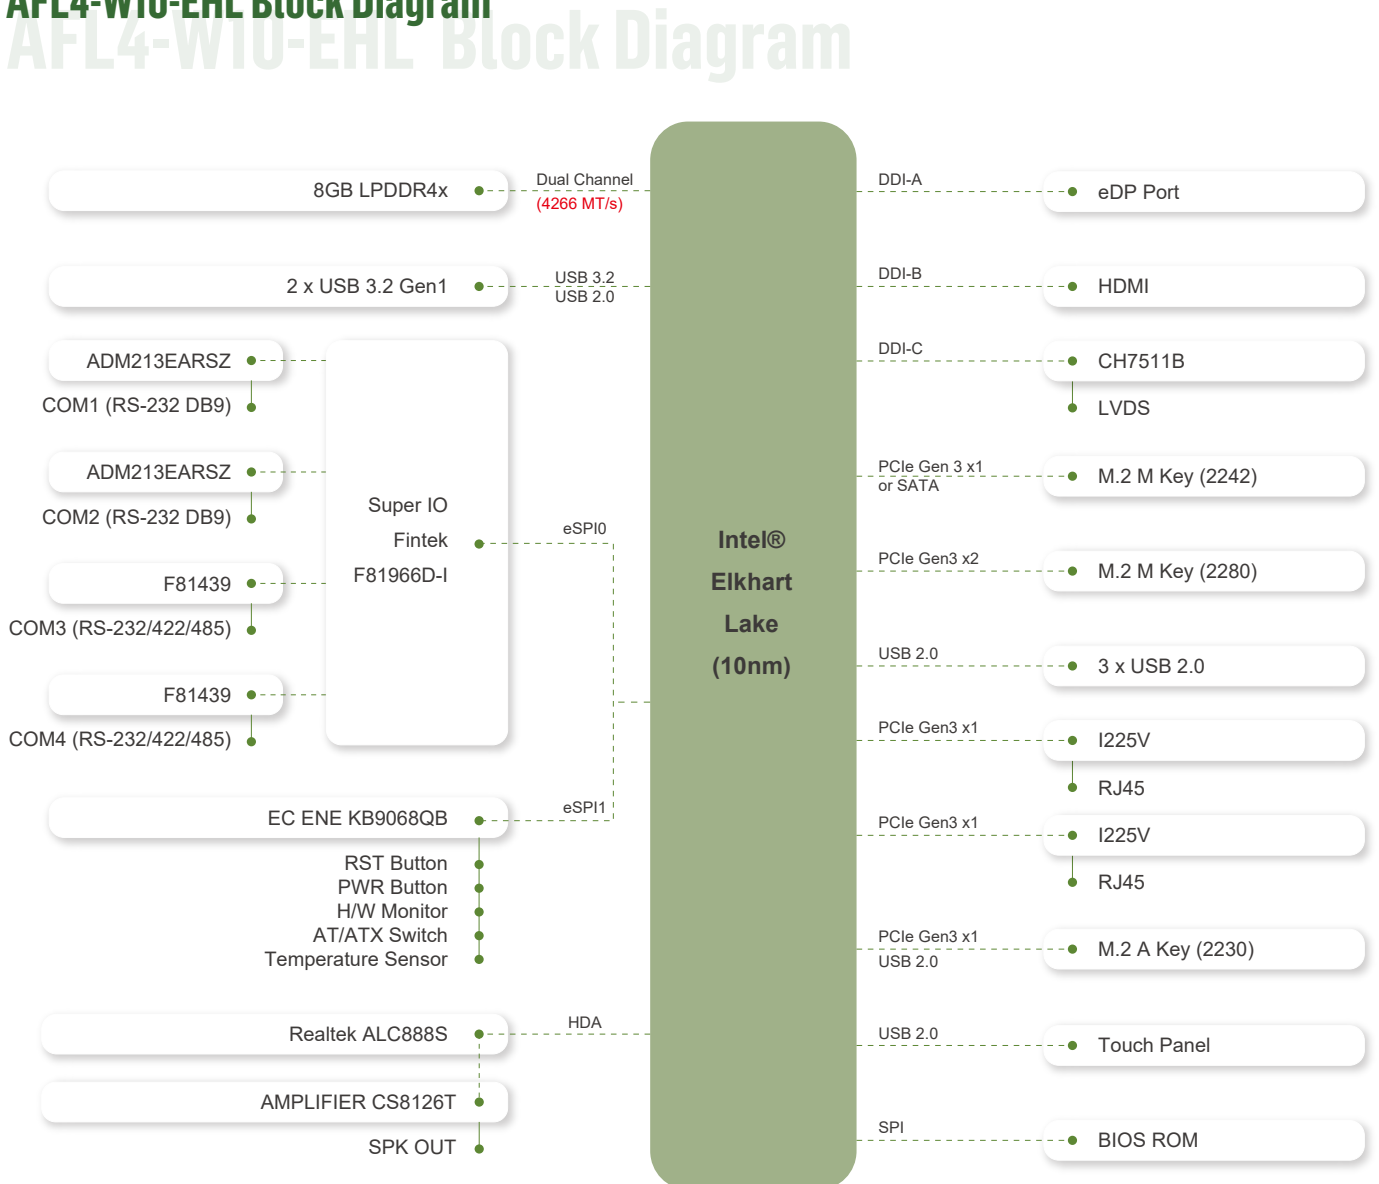 AFL4-W10-EHL Block Diagram
AFL4-W10-EHL Block Diagram
8GB LPDDR4x
Dual Channel
(4266 MT/s)
2 x USB 3.2 Gen1
USB 3.2
USB 2.0
ADM213EARSZ
COM1 (RS-232 DB9)
ADM213EARSZ
COM2 (RS-232 DB9)
F81439
COM3 (RS-232/422/485)
F81439
COM4 (RS-232/422/485)
Super IO
Fintek
F81966D-I
eSPI0
EC ENE KB9068QB
eSPI1
RST Button
PWR Button
H/W Monitor
AT/ATX Switch
Temperature Sensor
Realtek ALC888S
HDA
AMPLIFIER CS8126T
SPK OUT
Intel®
Elkhart
Lake
(10nm)
DDI-A
eDP Port
DDI-B
HDMI
DDI-C
CH7511B
LVDS
PCIe Gen 3 x1
or SATA
M.2 M Key (2242)
PCIe Gen3 x2
M.2 M Key (2280)
USB 2.0
3 x USB 2.0
PCIe Gen3 x1
I225V
RJ45
PCIe Gen3 x1
I225V
RJ45
PCIe Gen3 x1
USB 2.0
M.2 A Key (2230)
USB 2.0
Touch Panel
SPI
BIOS ROM